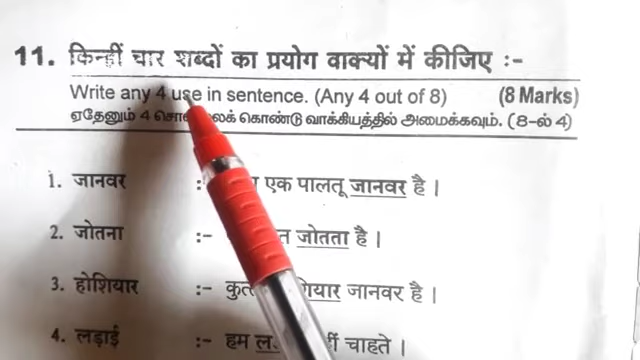 11. किन्हीं चार शब्दों का प्रयोग वाक्यों में कीजिए :-
Write any 4 use in sentence. (Any 4 out of 8) (8 Marks)
ஏதேனும் 4 கொண்டு வாக்கியத்தில் அமைக்கவும். (8-ல் 4)
1. जानवर :- एक पालतू जानवर है।
2. जोतना :- जोतता है।
3. होशियार :- जानवर है।
4. लड़ाई :- हम चाहते।